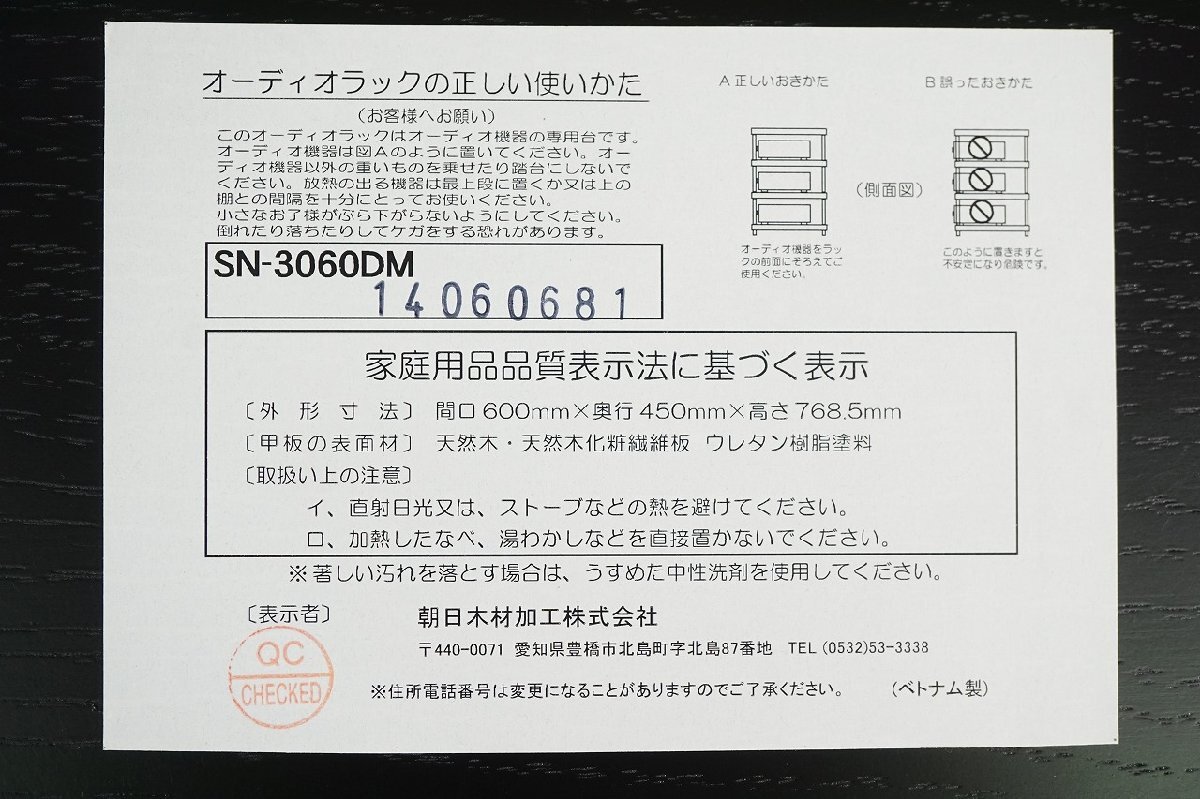 オーディオラックの正しい使いかた
(お客様へお願い)
このオーディオラックはオーディオ機器の専用台です。
オーディオ機器は図Aのように置いてください。オー
ディオ機器以外の重いものを乗せたり踏台にしないで
ください。放熱の出る機器は最上段に置くか又は上の
棚との間隔を十分にとってお使いください。
小さなお子様がぶら下がらないようにしてください。
倒れたり落ちたりしてケガをする恐れがあります。
A 正しいおきかた
オーディオ機器をラッ
クの前面にそろえてご
使用ください。
(側面図)
B 誤ったおきかた
このように置きますと
不安定になり危険です。
SN-3060DM
14060681
家庭用品品質表示法に基づく表示
〔外形寸法〕 間口600mm×奥行450mm×高さ768.5mm
〔甲板の表面材〕 天然木・天然木化粧繊維板 ウレタン樹脂塗料
〔取扱い上の注意〕
イ、直射日光又は、ストーブなどの熱を避けてください。
ロ、加熱したなべ、湯わかしなどを直接置かないでください。
※著しい汚れを落とす場合は、うすめた中性洗剤を使用してください。
〔表示者〕 朝日木材加工株式会社
〒440-0071 愛知県豊橋市北島町字北島87番地 TEL (0532)53-3338
※住所電話番号は変更になることがありますのでご了承ください。 (ベトナム製)
QC
CHECKED